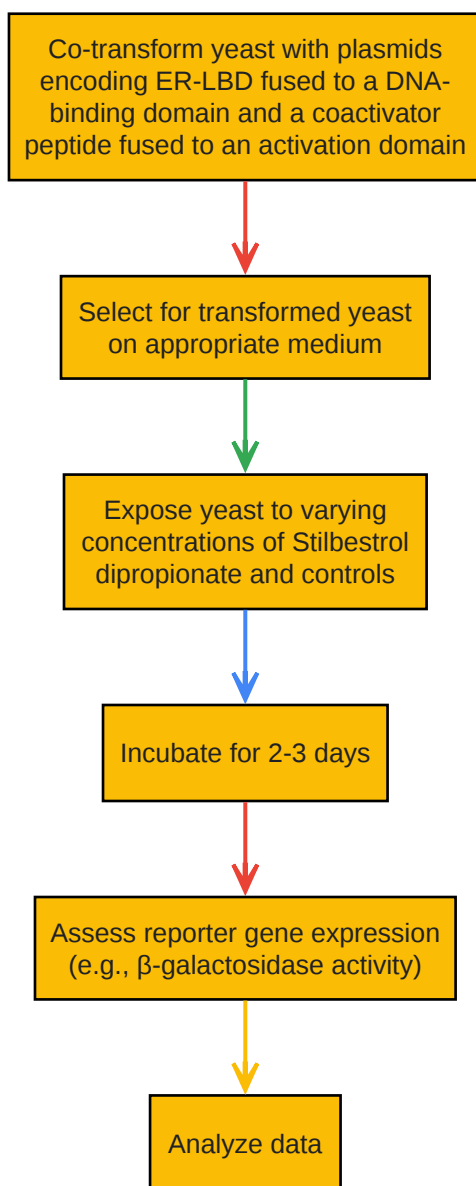 Co-transform yeast with plasmids
encoding ER-LBD fused to a DNA-
binding domain and a coactivator
peptide fused to an activation domain
Select for transformed yeast
on appropriate medium
Expose yeast to varying
concentrations of Stilbestrol
dipropionate and controls
Incubate for 2-3 days
Assess reporter gene expression
(e.g., β-galactosidase activity)
Analyze data